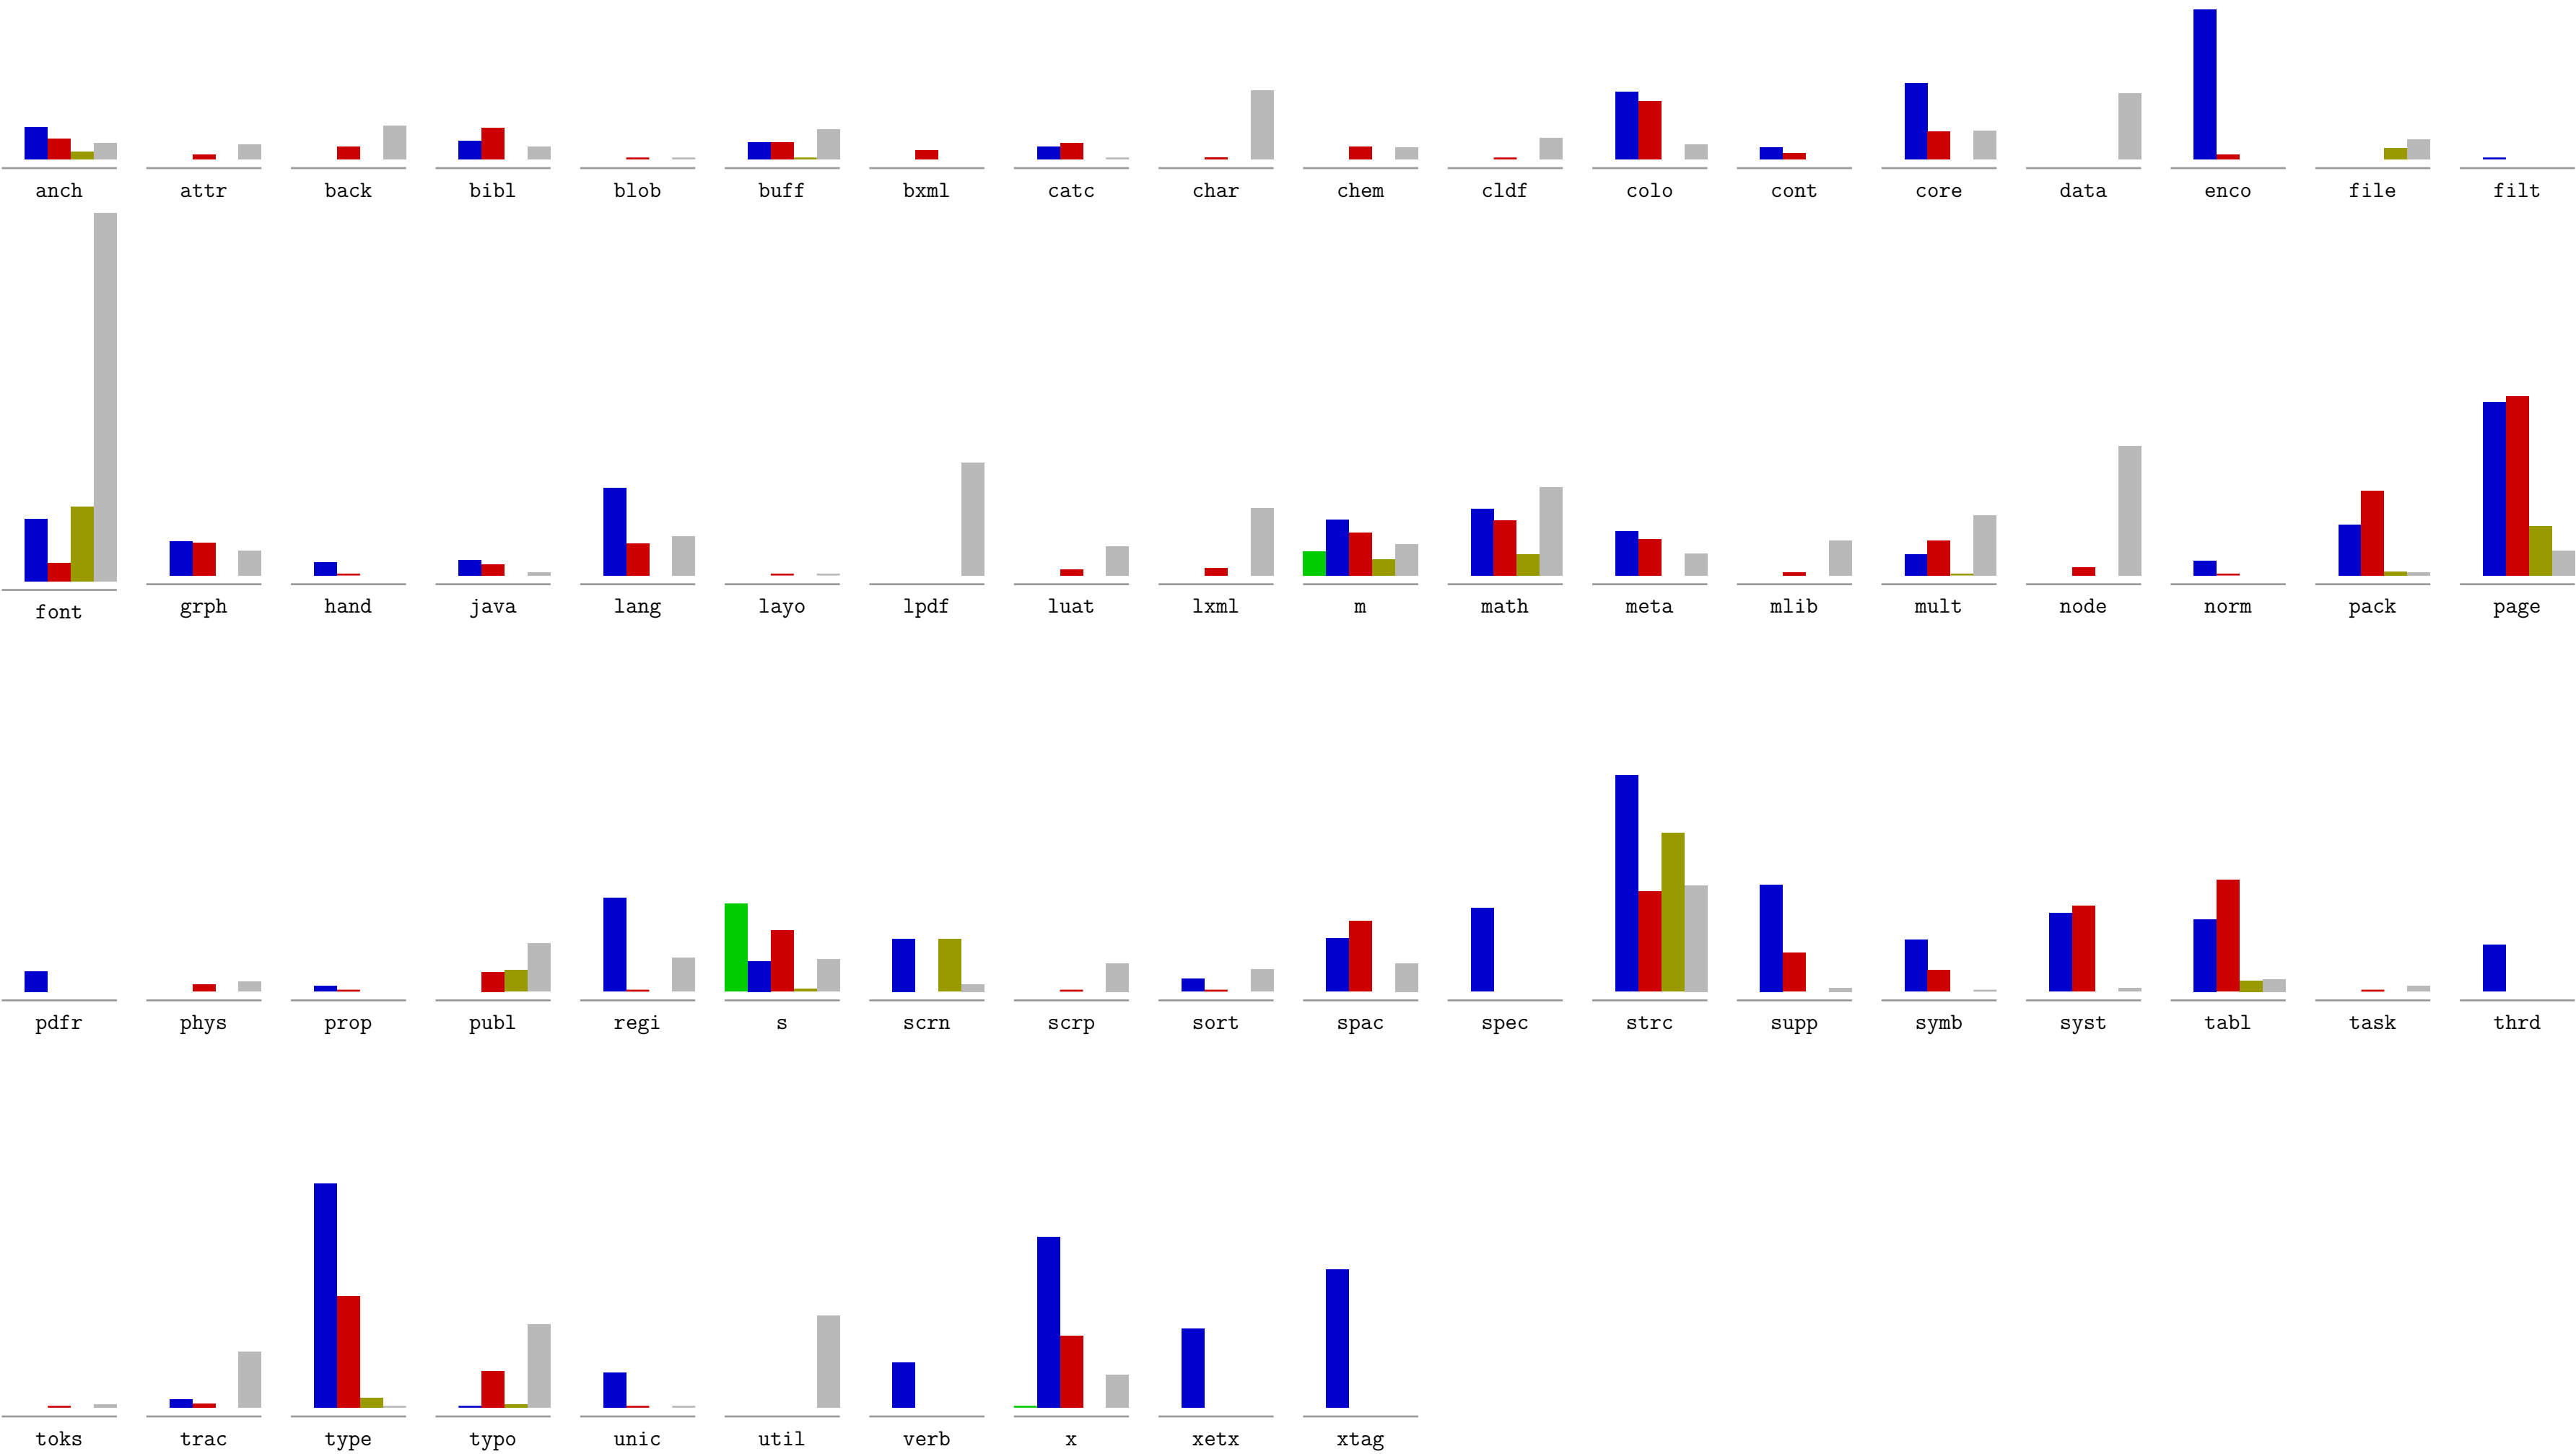 anch attr back bibl blob buff bxml catc char chem cldf colo cont core data enco file filt
font grph hand java lang layo lpdf luat lxml m math meta mlib mult node norm pack page
pdfr phys prop publ regi s scrn scrp sort spac spec strc supp symb syst tabl task thrd
toks trac type typo unic util verb x xetx xtag